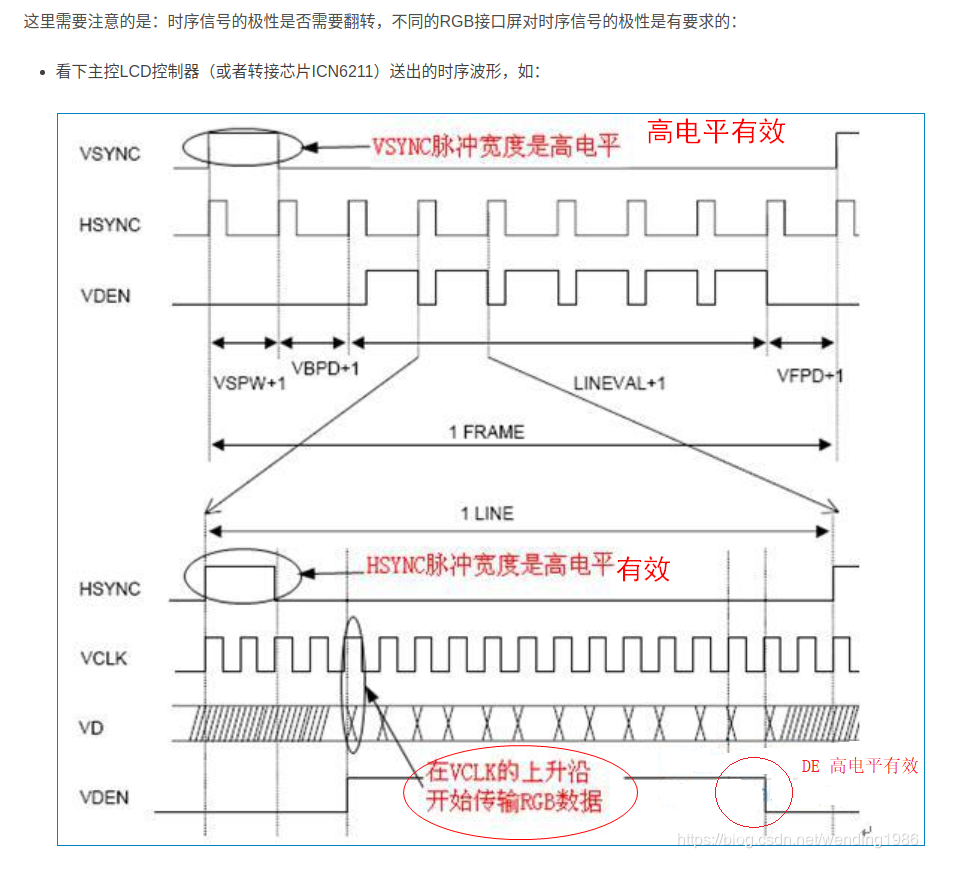 这里需要注意的是：时序信号的极性是否需要翻转，不同的RGB接口屏对时序信号的极性是有要求的：
看下主控LCD控制器（或者转接芯片ICN6211）送出的时序波形，如：
高电平有效
VSYNC脉冲宽度是高电平
VSYNC
HSYNC
VDEN
VSPW+1
VBPD+1
LINEVAL+1
VFPD+1
1 FRAME
1 LINE
HSYNC脉冲宽度是高电平有效
HSYNC
VCLK
VD
在VCLK的上升沿
开始传输RGB数据
DE 高电平有效
VDEN
https://blog.csdn.net/wending1986